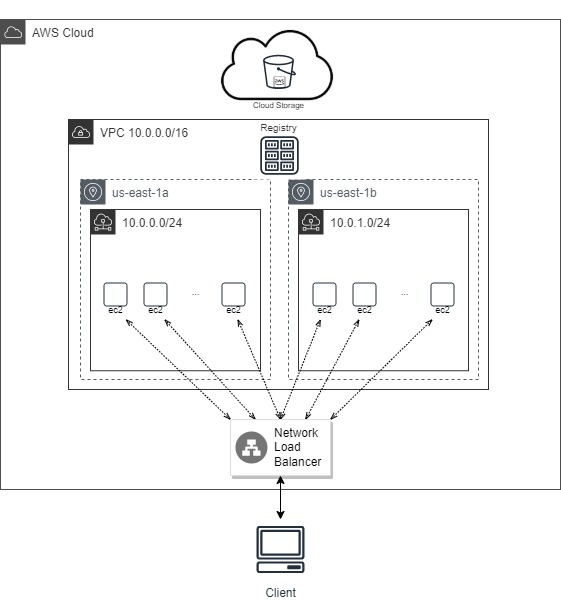 AWS Cloud
aws
Cloud Storage
Registry
VPC 10.0.0.0/16
us-east-1a
us-east-1b
10.0.0.0/24
10.0.1.0/24
...
...
ec2
ec2
ec2
ec2
ec2
ec2
Network
Load
Balancer
Client